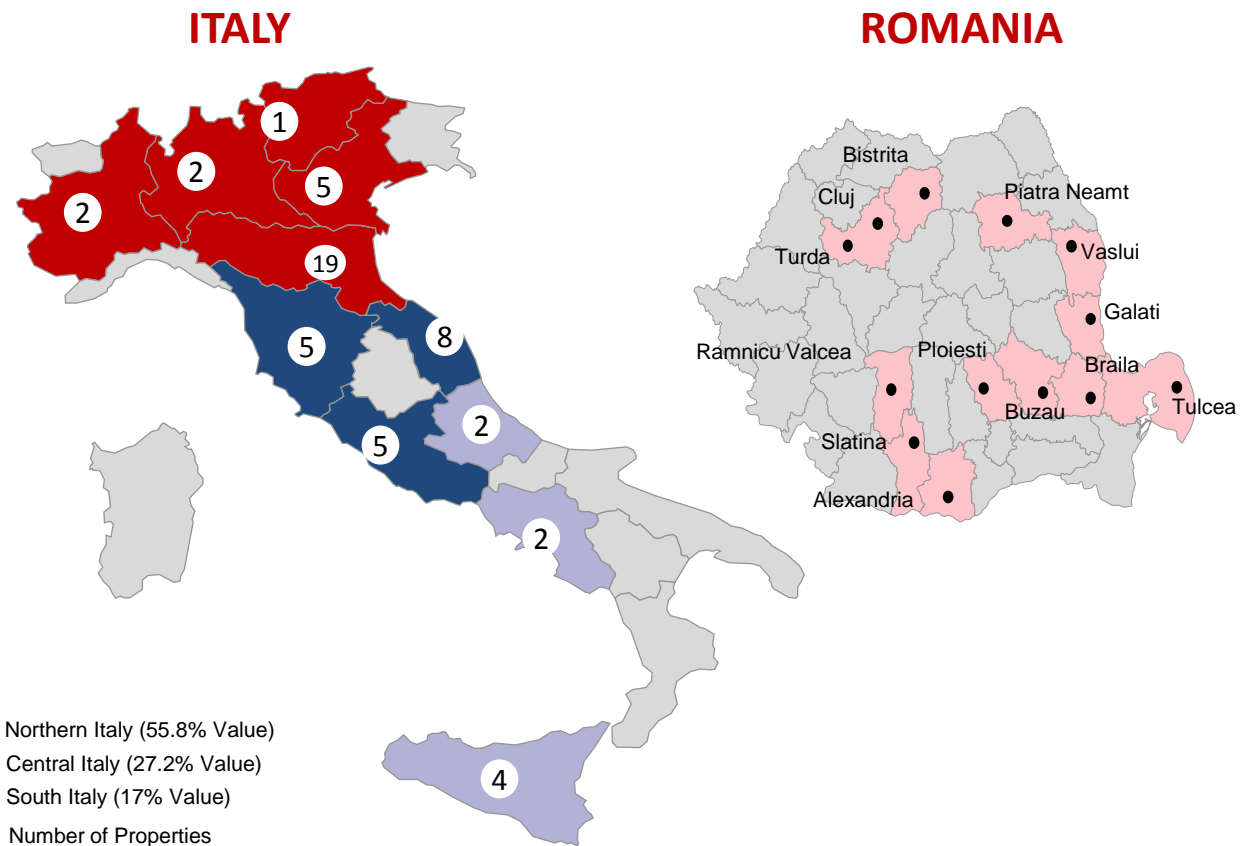 ITALY
ROMANIA
1
2
5
2
19
8
5
5
2
2
4
Bistrita
Cluj
Piatra Neamt
Turda
Vaslui
Galati
Ramnicu Valcea
Ploiesti
Braila
Buzau
Tulcea
Slatina
Alexandria
Northern Italy (55.8% Value)
Central Italy (27.2% Value)
South Italy (17% Value)
Number of Properties